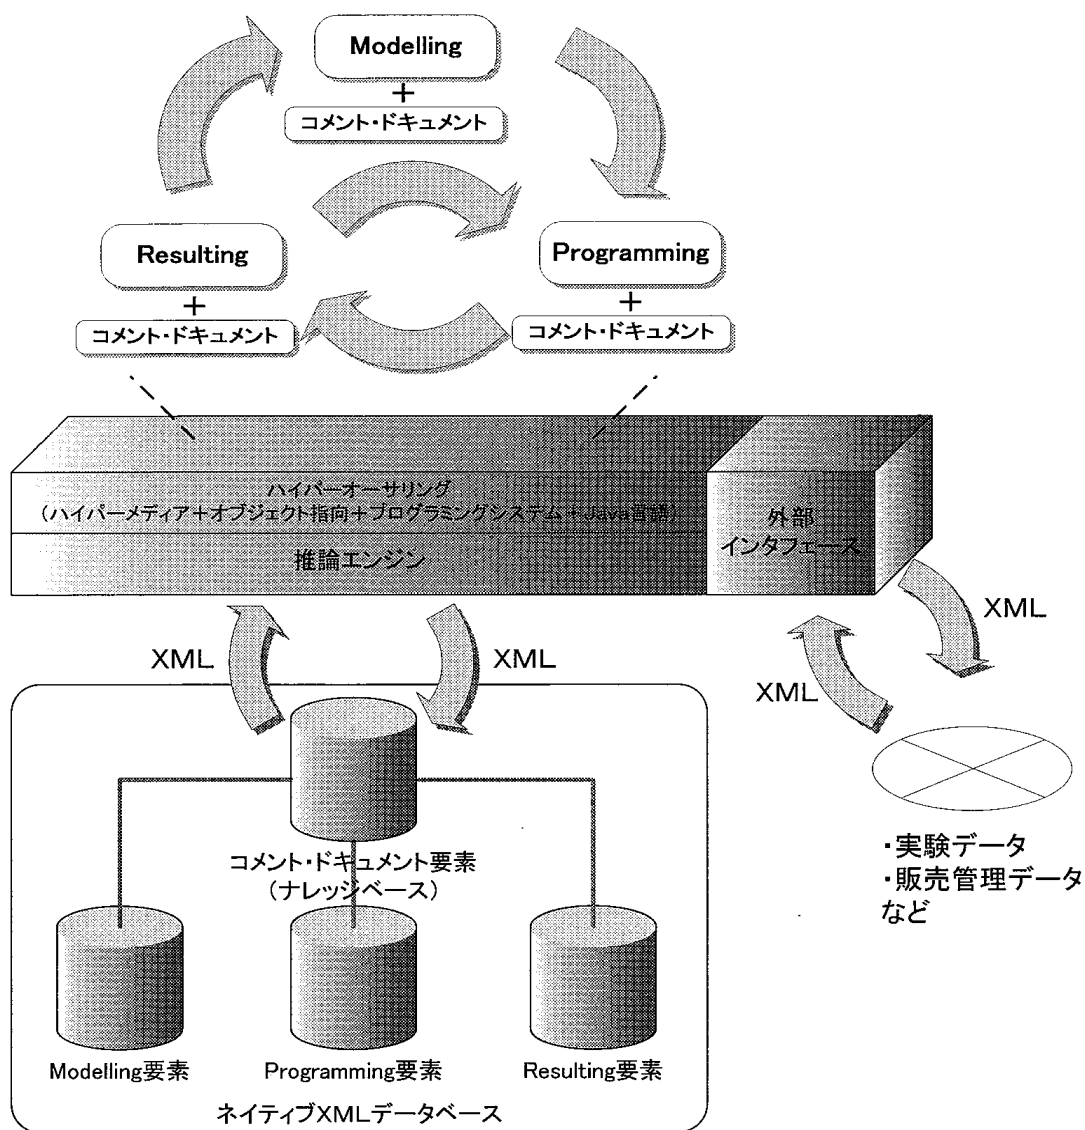 Modelling
+
コメント・ドキュメント
Resulting
+
コメント・ドキュメント
Programming
+
コメント・ドキュメント
ハイパーオーサリング
(ハイパーメディア+オブジェクト指向+プログラミングシステム+Java言語)
推論エンジン
外部
インタフェース
XML
XML
XML
XML
コメント・ドキュメント要素
(ナレッジベース)
Modelling要素
Programming要素
Resulting要素
ネイティブXMLデータベース
・実験データ
・販売管理データ
など